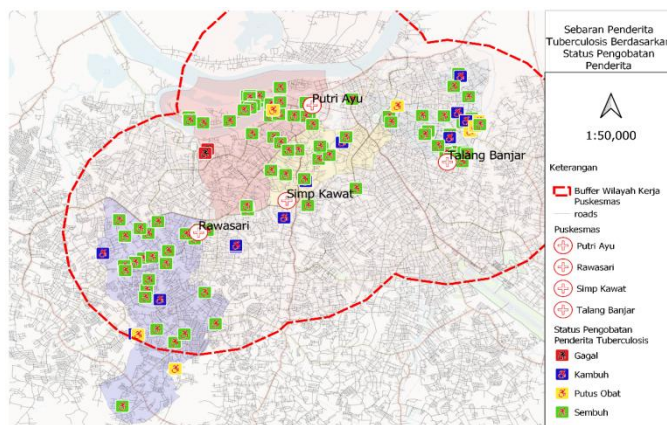 Sebaran Penderita
Tuberculosis Berdasarkan
Status Pengobatan
Penderita
1:50,000
Keterangan
Buffer Wilayah Kerja
Puskesmas
roads
Puskesmas
Putri Ayu
Rawasari
Simp Kawat
Talang Banjar
Status Pengobatan
Penderita Tuberculosis
Gagal
Kambuh
Putus Obat
Sembuh
Putri Ayu
Talang Banjar
Simp Kawat
Rawasari